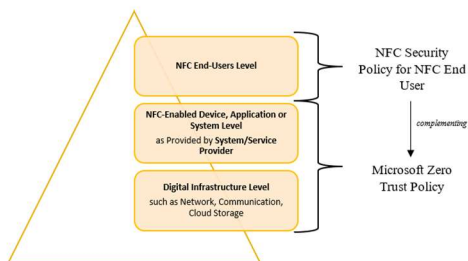 NFC End-Users Level
NFC Security
Policy for NFC End
User
NFC-Enabled Device, Application or
System Level
as Provided by System/Service
Provider
complementing
Microsoft Zero
Trust Policy
Digital Infrastructure Level
such as Network, Communication,
Cloud Storage